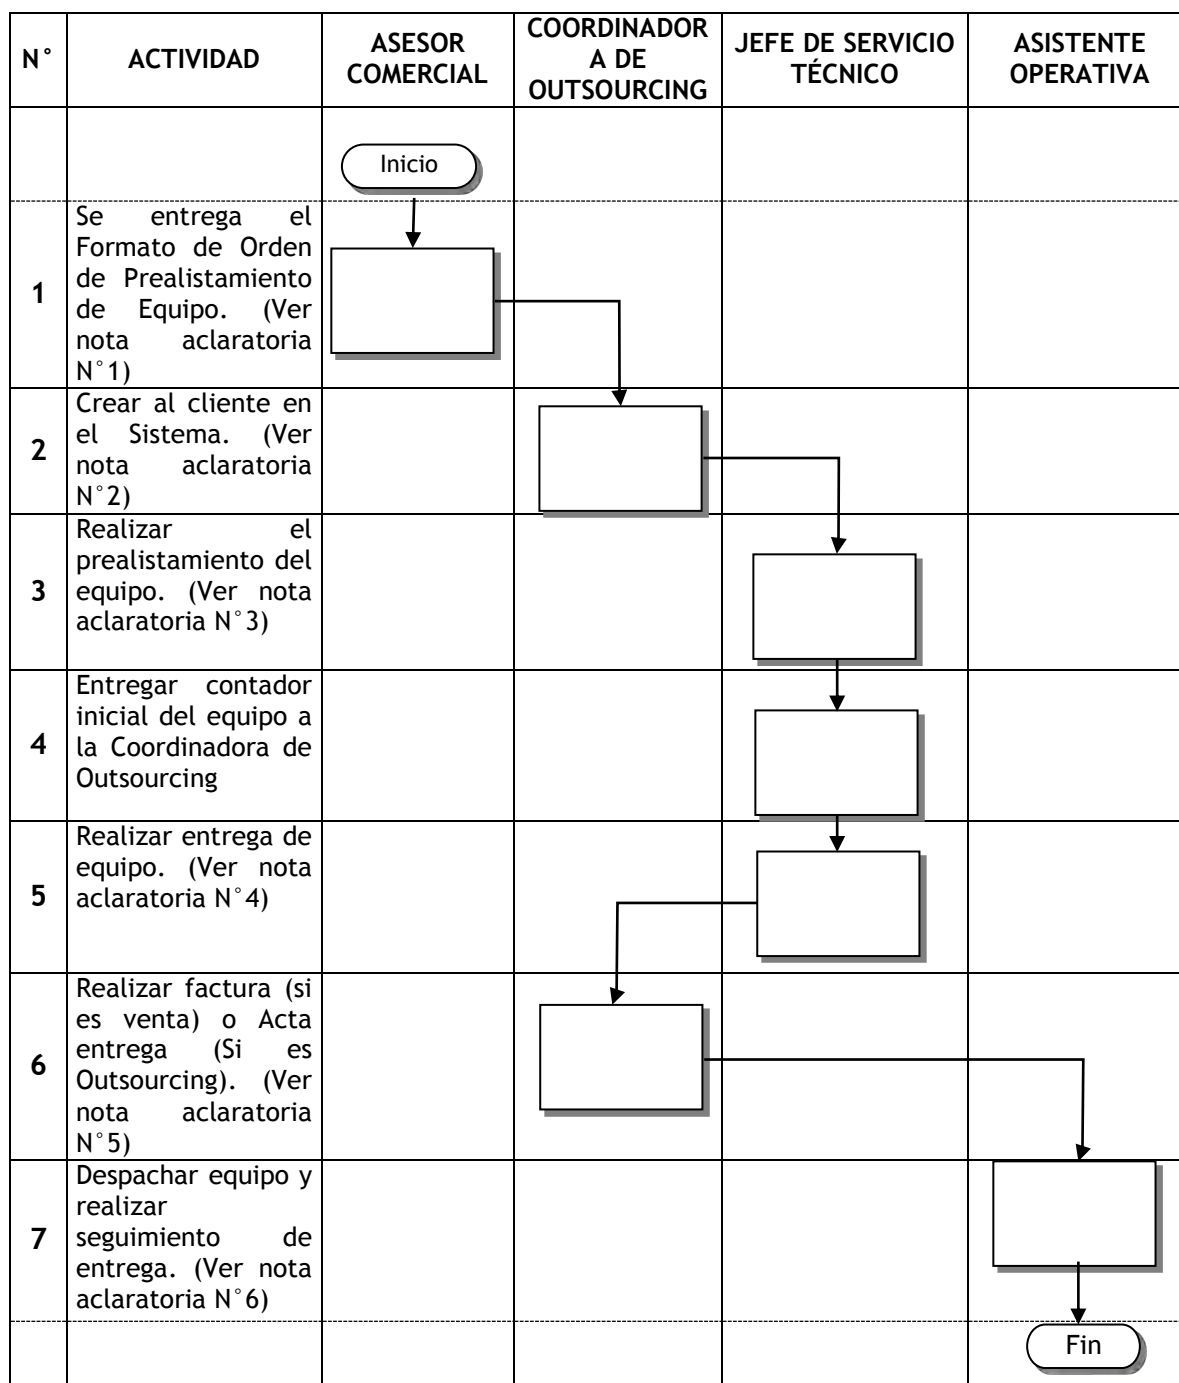 N°
ACTIVIDAD
ASESOR
COMERCIAL
COORDINADOR
A DE
OUTSOURCING
JEFE DE SERVICIO
TÉCNICO
ASISTENTE
OPERATIVA
Inicio
1
Se entrega el
Formato de Orden
de Prealistamiento
de Equipo. (Ver
nota aclaratoria
N°1)
2
Crear al cliente en
el Sistema. (Ver
nota aclaratoria
N°2)
3
Realizar el
prealistamiento del
equipo. (Ver nota
aclaratoria N°3)
4
Entregar contador
inicial del equipo a
la Coordinadora de
Outsourcing
5
Realizar entrega de
equipo. (Ver nota
aclaratoria N°4)
6
Realizar factura (si
es venta) o Acta
entrega (Si es
Outsourcing). (Ver
nota aclaratoria
N°5)
7
Despachar equipo y
realizar
seguimiento de
entrega. (Ver nota
aclaratoria N°6)
Fin